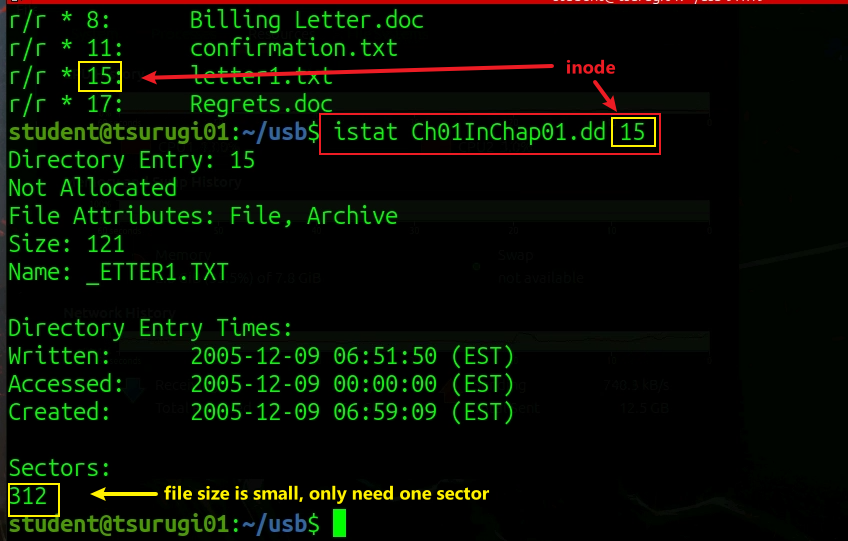 r/r * 8:      Billing Letter.doc
r/r * 11:     confirmation.txt
r/r * 15:     letter1.txt
inode
r/r * 17:     Regrets.doc
student@tsurugi01:~/usb$ istat Ch01InChap01.dd 15
Directory Entry: 15
Not Allocated
File Attributes: File, Archive
Size: 121
Name: _ETTER1.TXT
Swap
not available
Directory Entry Times:
Written:      2005-12-09 06:51:50 (EST)
Accessed:     2005-12-09 00:00:00 (EST)
Created:      2005-12-09 06:59:09 (EST)
Sectors:
312
file size is small, only need one sector
student@tsurugi01:~/usb$